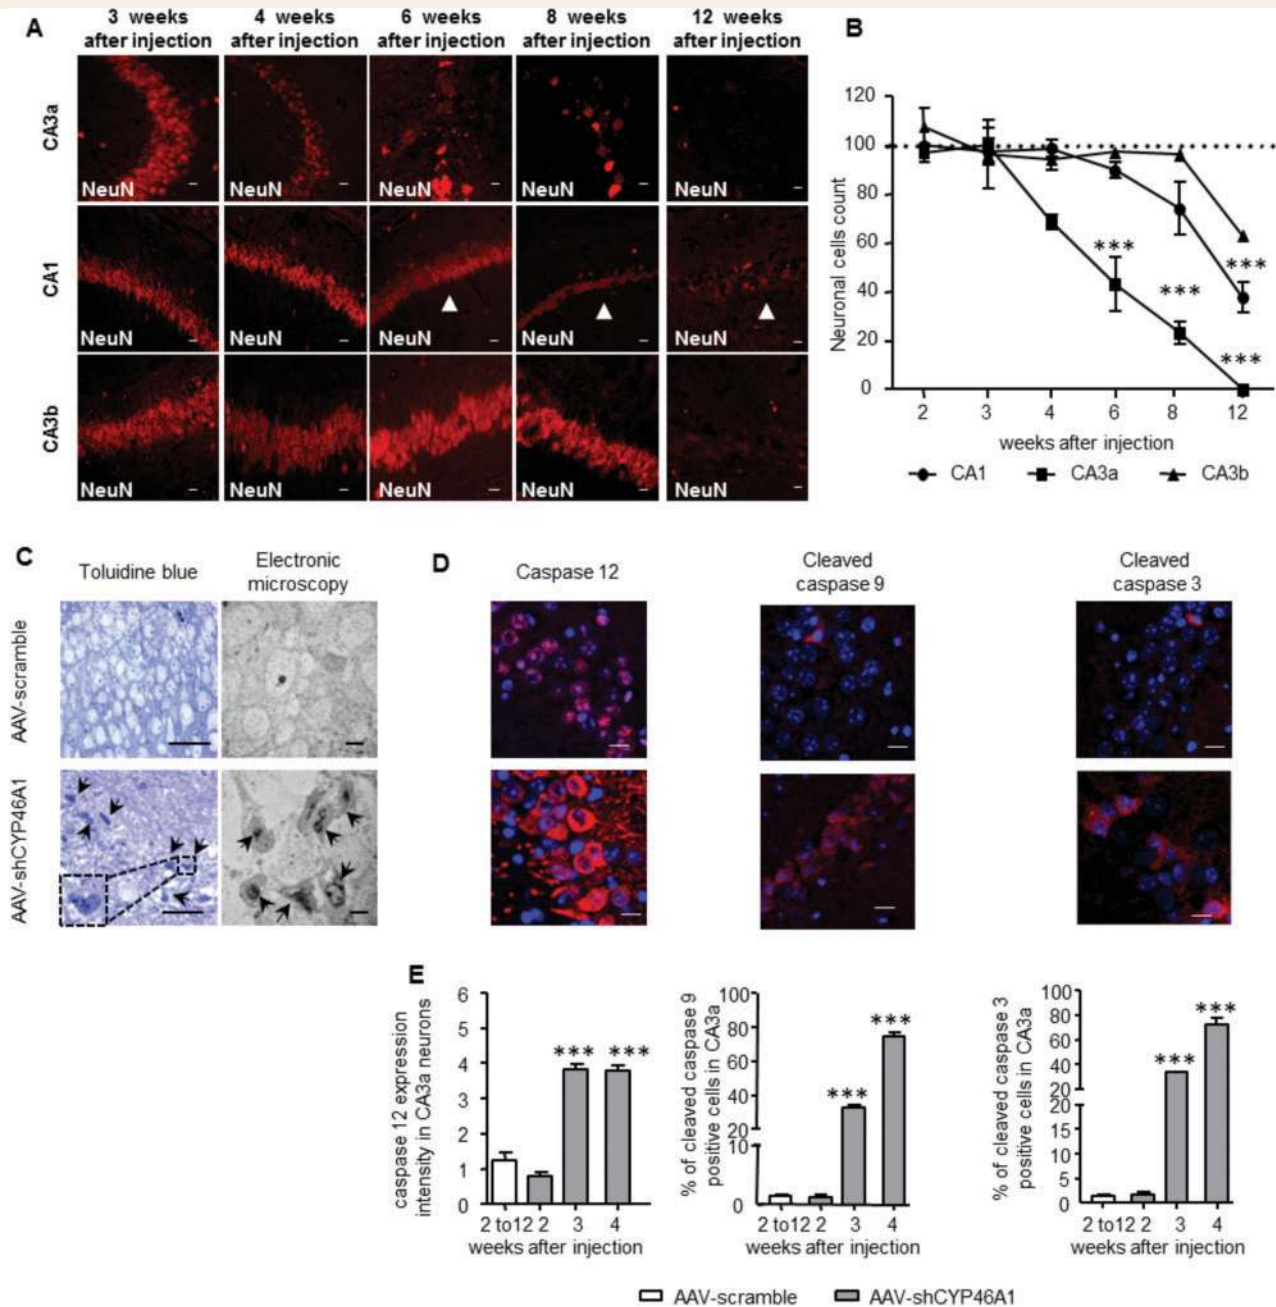 A
3 weeks after injection
4 weeks after injection
6 weeks after injection
8 weeks after injection
12 weeks after injection
CA3a
NeuN
NeuN
NeuN
NeuN
NeuN
CA1
NeuN
NeuN
NeuN
NeuN
NeuN
CA3b
NeuN
NeuN
NeuN
NeuN
NeuN
B
Neuronal cells count
120
100
80
60
40
20
0
***
***
***
***
2 3 4 6 8 12
weeks after injection
CA1 CA3a CA3b
C
Toluidine blue
Electronic
microscopy
AAV-scramble
AAV-shCYP46A1
D
Caspase 12
Cleaved
caspase 9
Cleaved
caspase 3
E
caspase 12 expression
intensity in CA3a neurons
6
5
4
3
2
1
0
*** ***
2 to12 2 3 4
weeks after injection
% of cleaved caspase 9
positive cells in CA3a
100
80
60
40
20
10
0
***
***
2 to12 2 3 4
weeks after injection
% of cleaved caspase 3
positive cells in CA3a
100
80
60
40
20
20
15
10
5
0
***
***
2 to12 2 3 4
weeks after injection
AAV-scramble AAV-shCYP46A1